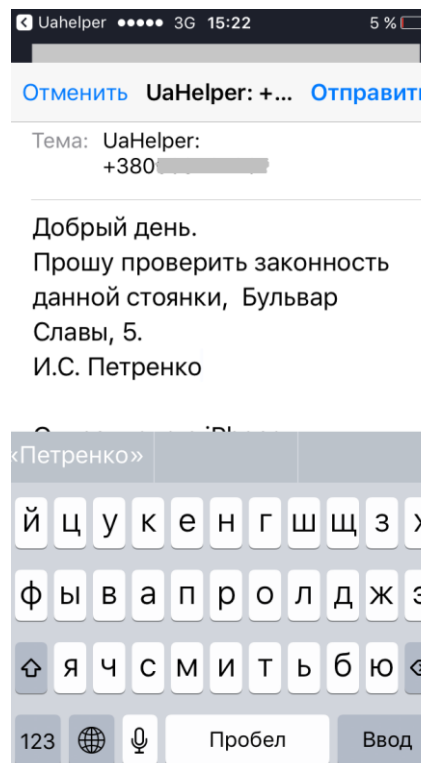 Uahelper 3G 15:22 5 %
Отменить UaHelper: +... Отправить
Тема: UaHelper:
+380
Добрый день.
Прошу проверить законность
данной стоянки, Бульвар
Славы, 5.
И.С. Петренко
«Петренко»
й ц у к е н г ш щ з х
ф ы в а п р о л д ж э
я ч с м и т ь б ю
123 Пробел Ввод